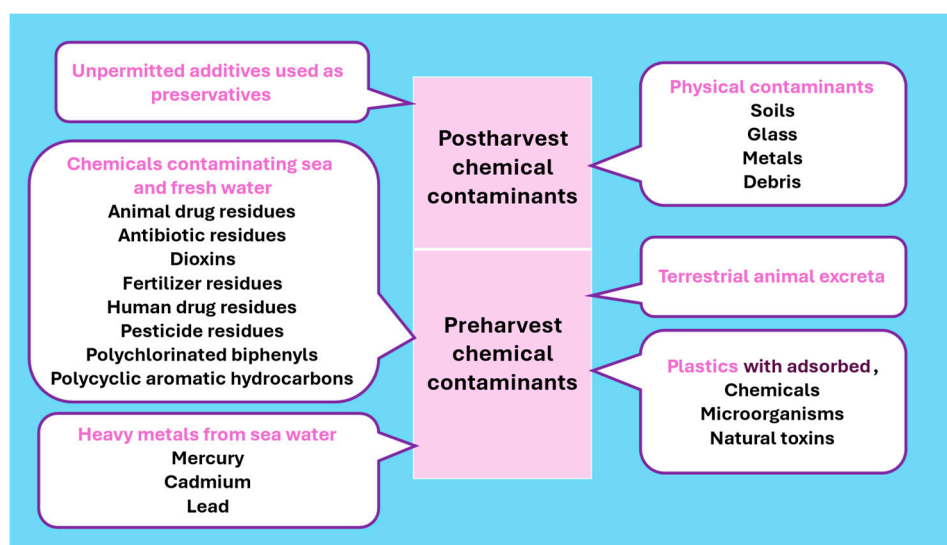 Unpermitted additives used as
preservatives
Chemicals contaminating sea
and fresh water
Animal drug residues
Antibiotic residues
Dioxins
Fertilizer residues
Human drug residues
Pesticide residues
Polychlorinated biphenyls
Polycyclic aromatic hydrocarbons
Heavy metals from sea water
Mercury
Cadmium
Lead
Postharvest
chemical
contaminants
Preharvest
chemical
contaminants
Physical contaminants
Soils
Glass
Metals
Debris
Terrestrial animal excreta
Plastics with adsorbed,
Chemicals
Microorganisms
Natural toxins